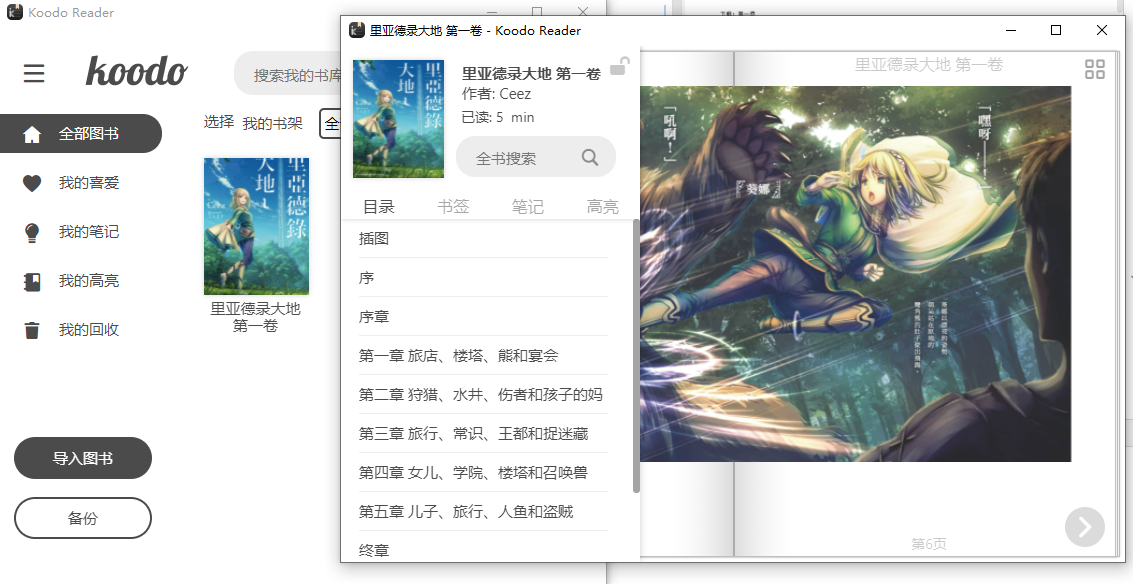 Koodo Reader
koodo
搜索我的书库
全部图书
我的喜爱
我的笔记
我的高亮
我的回收
导入图书
备份
选择 我的书架
里亚德录大地
第一卷
里亚德录大地 第一卷 - Koodo Reader
里亞德錄
大地
里亚德录大地 第一卷
作者: Ceez
已读: 5 min
全书搜索
目录 书签 笔记 高亮
插图
序
序章
第一章 旅店、楼塔、熊和宴会
第二章 狩猎、水井、伤者和孩子的妈
第三章 旅行、常识、王都和捉迷藏
第四章 女儿、学院、楼塔和召唤兽
第五章 儿子、旅行、人鱼和盗贼
终章
里亚德录大地 第一卷
「嘿呀——!」
『葵娜』
「吼啊!」
第6页